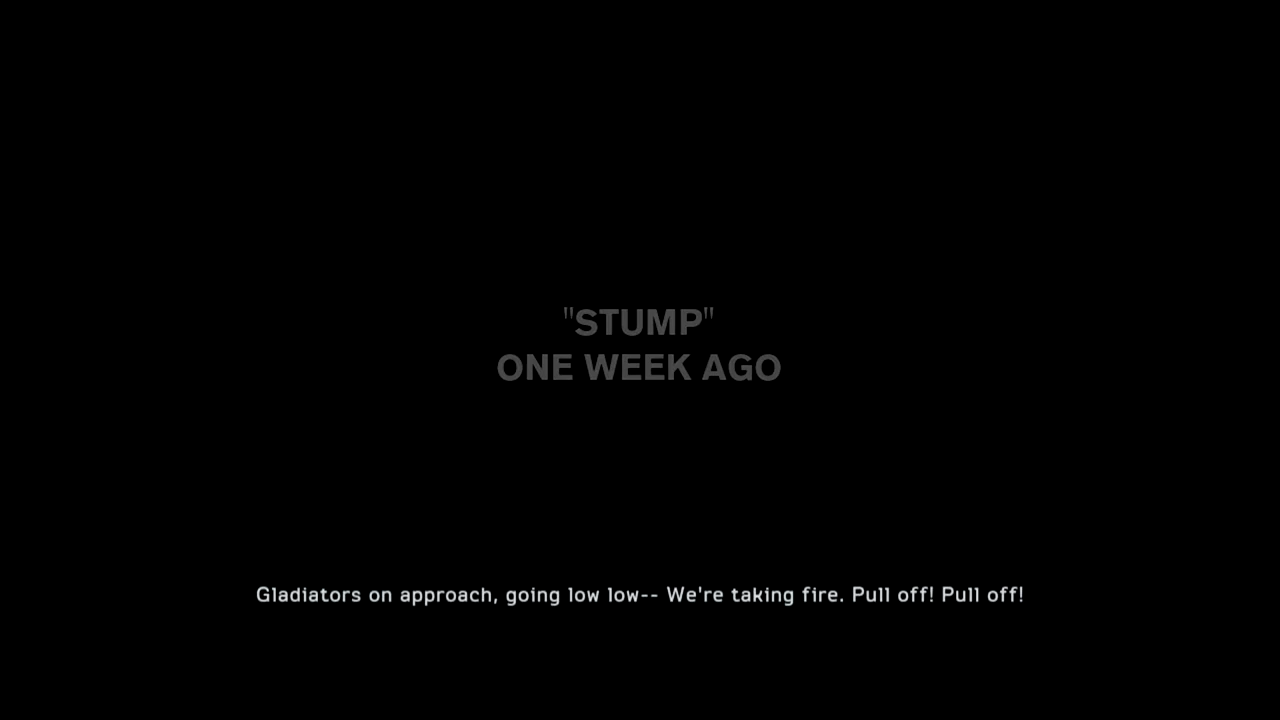 "STUMP"
ONE WEEK AGO
Gladiators on approach, going low low-- We're taking fire. Pull off! Pull off!